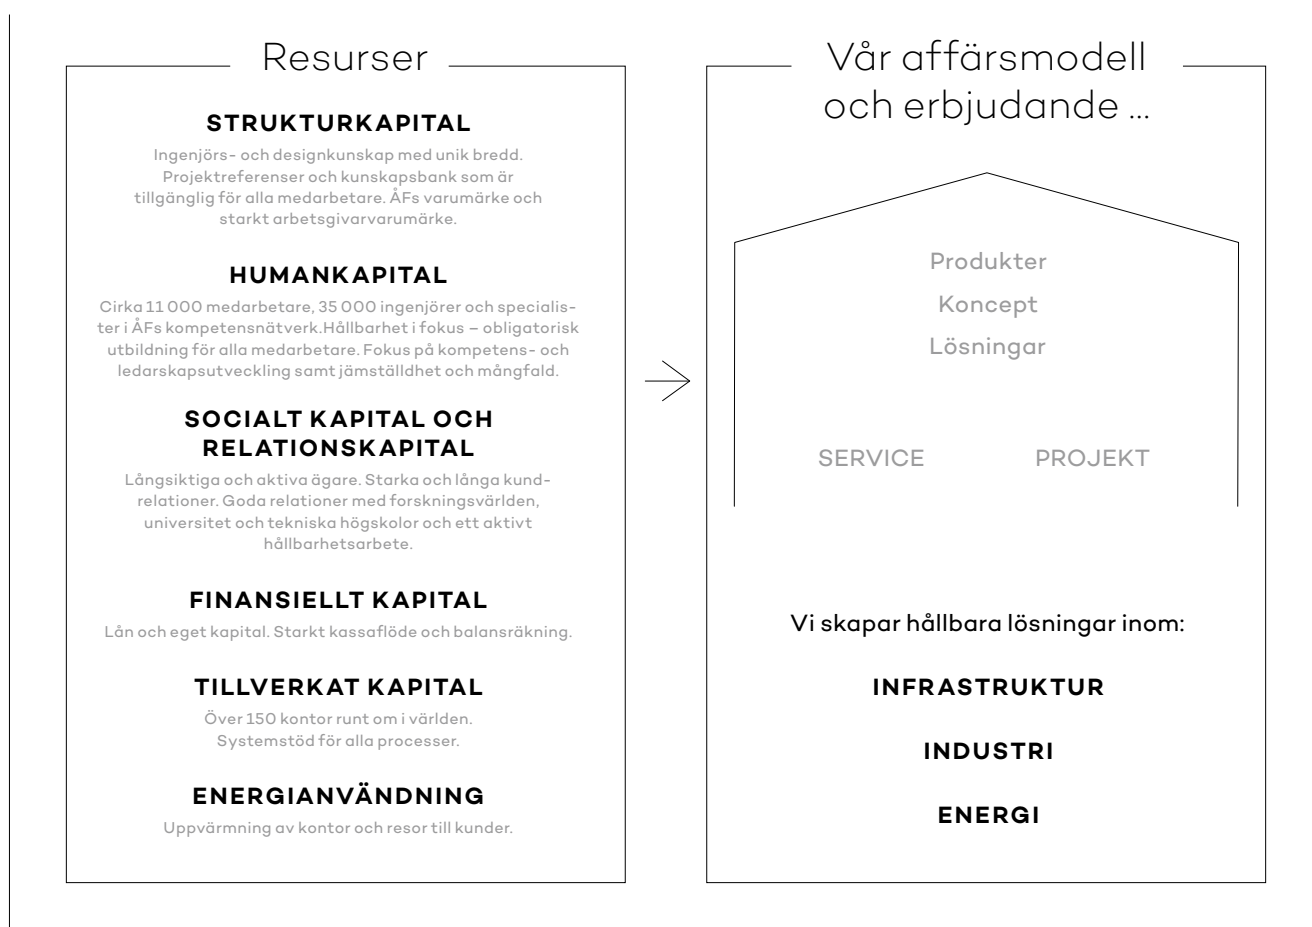 Resurser
STRUKTURKAPITAL
Ingenjörs- och designkunskap med unik bredd.
Projektreferenser och kunskapsbank som är
tillgänglig för alla medarbetare. ÅFs varumärke och
starkt arbetsgivarvarumärke.
HUMANKAPITAL
Cirka 11 000 medarbetare, 35 000 ingenjörer och specialis-
ter i ÅFs kompetensnätverk.Hållbarhet i fokus – obligatorisk
utbildning för alla medarbetare. Fokus på kompetens- och
ledarskapsutveckling samt jämställdhet och mångfald.
SOCIALT KAPITAL OCH
RELATIONSKAPITAL
Långsiktiga och aktiva ägare. Starka och långa kund-
relationer. Goda relationer med forskningsvärlden,
universitet och tekniska högskolor och ett aktivt
hållbarhetsarbete.
FINANSIELLT KAPITAL
Lån och eget kapital. Starkt kassaflöde och balansräkning.
TILLVERKAT KAPITAL
Över 150 kontor runt om i världen.
Systemstöd för alla processer.
ENERGIANVÄNDNING
Uppvärmning av kontor och resor till kunder.
Vår affärsmodell
och erbjudande ...
Produkter
Koncept
Lösningar
SERVICE PROJEKT
Vi skapar hållbara lösningar inom:
INFRASTRUKTUR
INDUSTRI
ENERGI